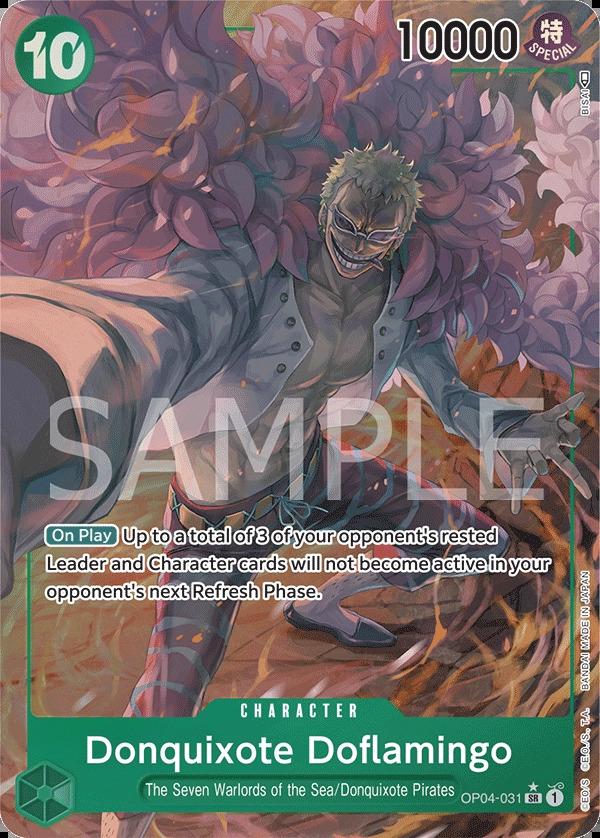 10
10000
特
SPECIAL
BISAI
SAMPLE
On Play Up to a total of 3 of your opponent's rested
Leader and Character cards will not become active in your
opponent's next Refresh Phase.
CHARACTER
Donquixote Doflamingo
The Seven Warlords of the Sea/Donquixote Pirates
OP04-031 ★ SR 1
©EO/S ©E.O./S., T.A. BANDAI MADE IN JAPAN